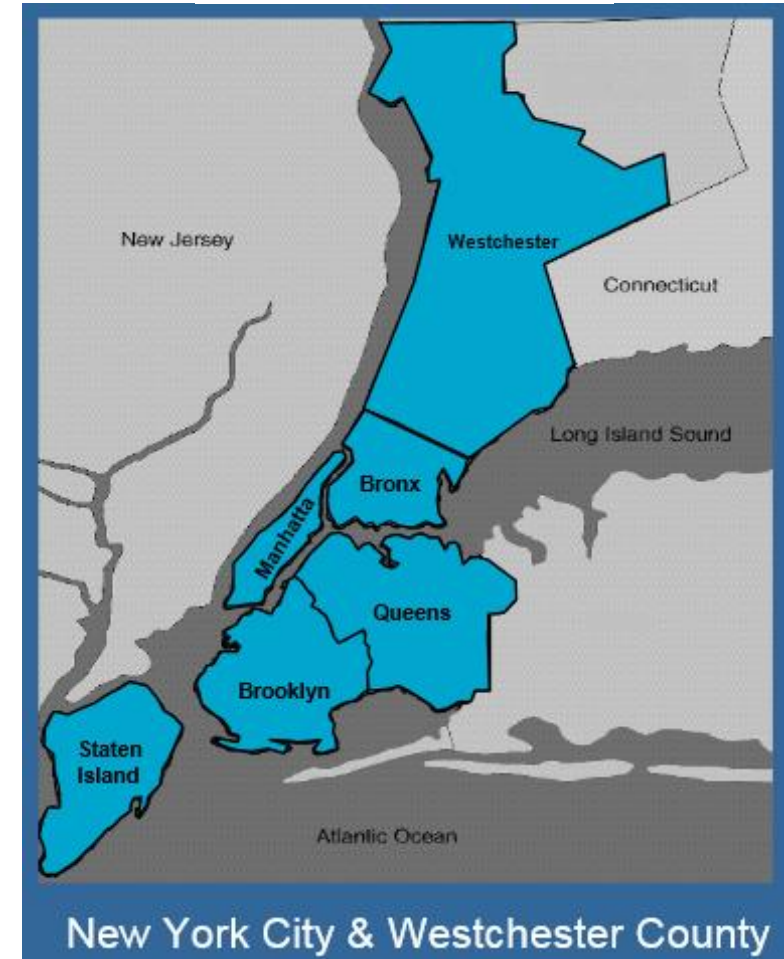 New Jersey
Westchester
Connecticut
Long Island Sound
Bronx
Manhatta
Queens
Brooklyn
Staten
Island
Atlantic Ocean
New York City & Westchester County